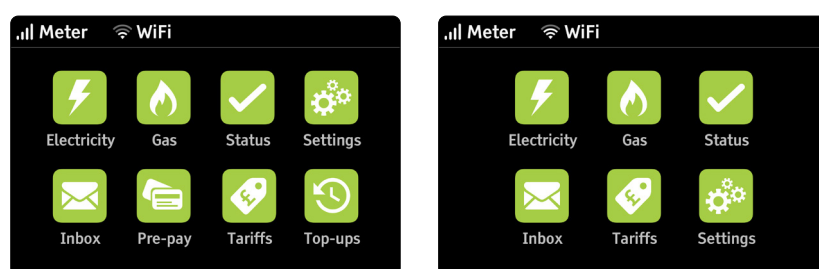 Meter WiFi
Electricity Gas Status Settings
Inbox Pre-pay Tariffs Top-ups
Meter WiFi
Electricity Gas Status
Inbox Tariffs Settings